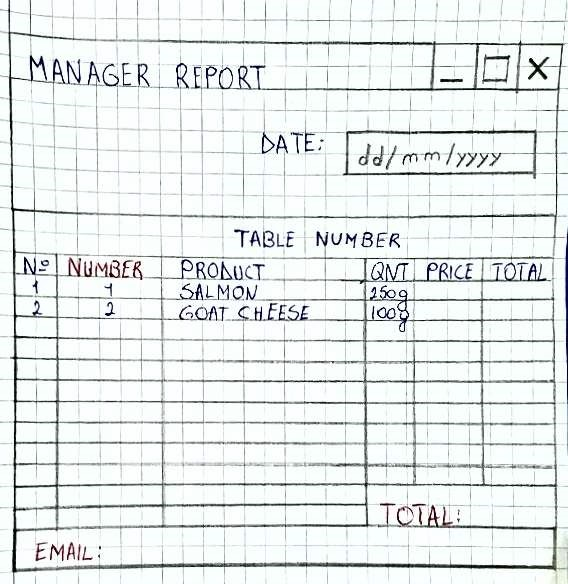 MANAGER REPORT
DATE: dd/mm/yyyy
TABLE NUMBER
Nº NUMBER PRODUCT QNT PRICE TOTAL
1 1 SALMON 250g
2 2 GOAT CHEESE 100g
TOTAL:
EMAIL: